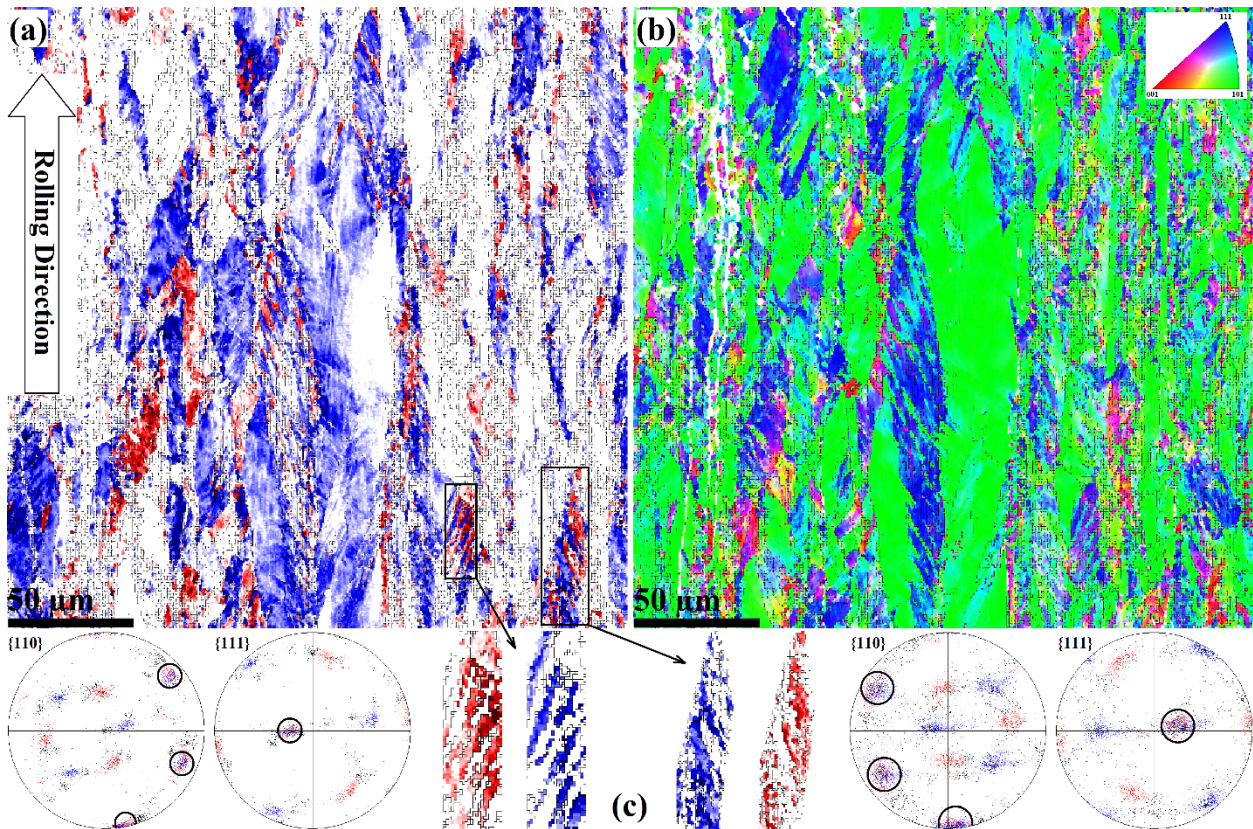 (a)
(b)
111
001
101
Rolling Direction
50 μm
50 μm
{110}
{111}
{110}
{111}
(c)